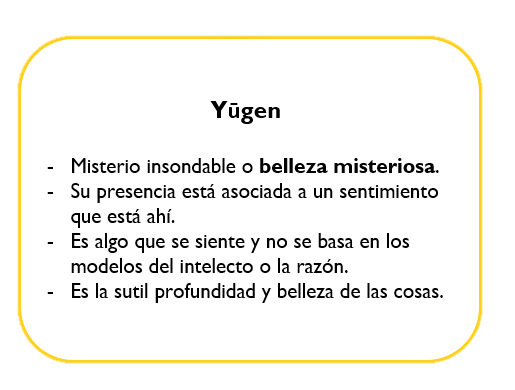 Yūgen
- Misterio insondable o belleza misteriosa.
- Su presencia está asociada a un sentimiento
que está ahí.
- Es algo que se siente y no se basa en los
modelos del intelecto o la razón.
- Es la sutil profundidad y belleza de las cosas.